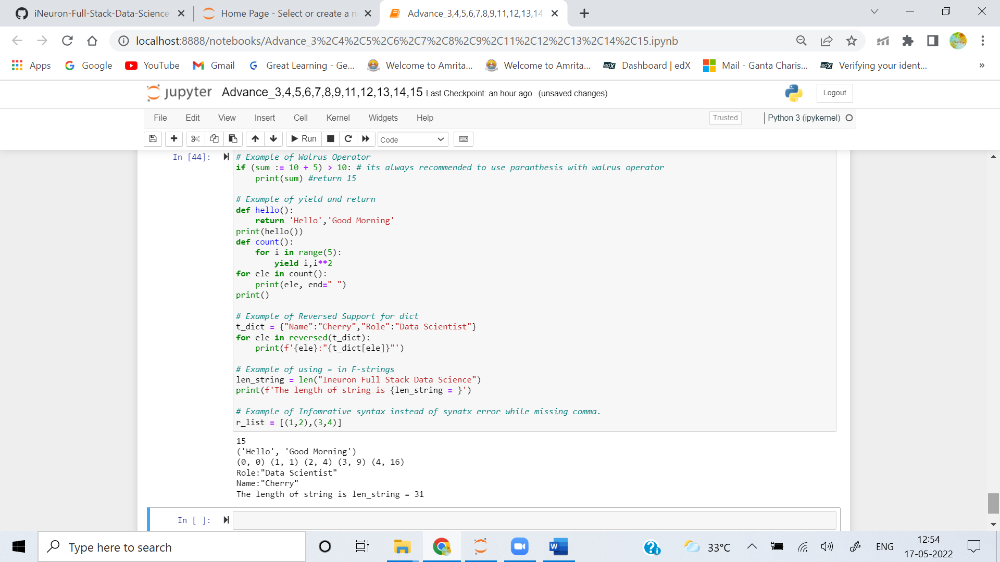 iNeuron-Full-Stack-Data-Science
Home Page - Select or create a n
Advance_3,4,5,6,7,8,9,11,12,13,14
localhost:8888/notebooks/Advance_3%2C4%2C5%2C6%2C7%2C8%2C9%2C11%2C12%2C13%2C14%2C15.ipynb
Apps Google YouTube Gmail Great Learning - Ge... Welcome to Amrita... Welcome to Amrita... edX Dashboard | edX Mail - Ganta Charis... edX Verifying your ident... »
jupyter Advance_3,4,5,6,7,8,9,11,12,13,14,15 Last Checkpoint: an hour ago (unsaved changes) Logout
File Edit View Insert Cell Kernel Widgets Help Trusted Python 3 (ipykernel)
Run Code
In [44]: # Example of Walrus Operator
if (sum := 10 + 5) > 10: # its always recommended to use paranthesis with walrus operator
print(sum) #return 15
# Example of yield and return
def hello():
return 'Hello','Good Morning'
print(hello())
def count():
for i in range(5):
yield i,i**2
for ele in count():
print(ele, end=" ")
print()
# Example of Reversed Support for dict
t_dict = {"Name":"Cherry","Role":"Data Scientist"}
for ele in reversed(t_dict):
print(f'{ele}:"{t_dict[ele]}"')
# Example of using = in F-strings
len_string = len("Ineuron Full Stack Data Science")
print(f'The length of string is {len_string = }')
# Example of Infomrative syntax instead of synatx error while missing comma.
r_list = [(1,2),(3,4)]
15
('Hello', 'Good Morning')
(0, 0) (1, 1) (2, 4) (3, 9) (4, 16)
Role:"Data Scientist"
Name:"Cherry"
The length of string is len_string = 31
In [ ]:
Type here to search
33°C
ENG
12:54
17-05-2022